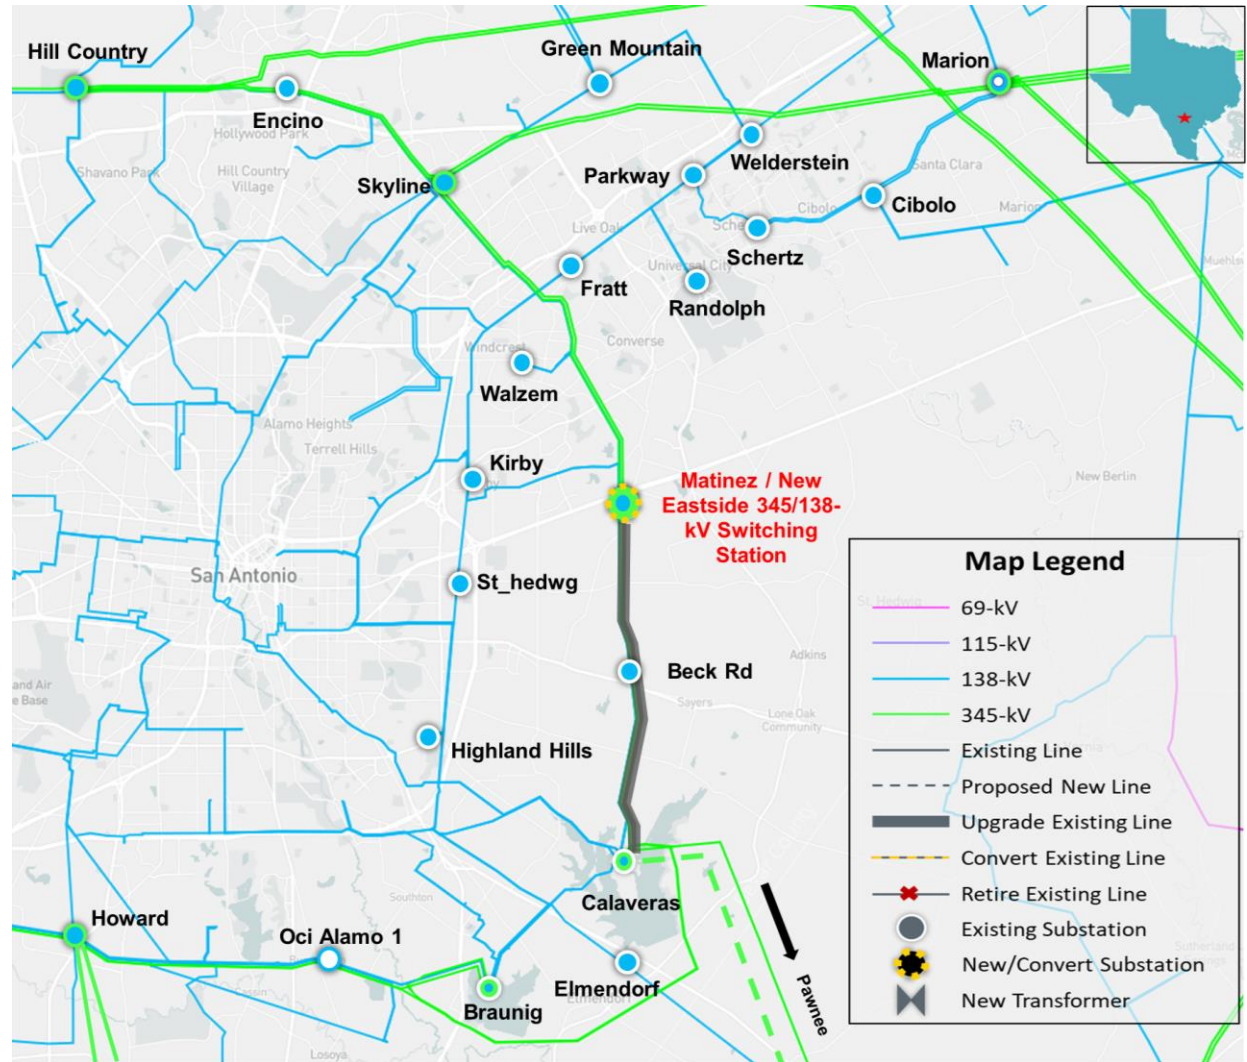 Hill Country
Green Mountain
Marion
Encino
Hollywood Park
Shavano Park
Hill Country
Village
Skyline
Welderstein
Parkway
Santa Clara
Cibolo
Cibolo
Marion
Schertz
Live Oak
Universal City
Fratt
Randolph
Windcrest
Converse
Walzem
Alamo Heights
Terrell Hills
Kirby
New Berlin
Matinez / New
Eastside 345/138-
kV Switching
Station
San Antonio
St_hedwg
Beck Rd
Adkins
Sayers
Lone Oak
Community
Highland Hills
Southton
Calaveras
Howard
Oci Alamo 1
Braunig
Elmendorf
Elmendorf
Pawnee
Losoya
Map Legend
69-kV
115-kV
138-kV
345-kV
Existing Line
Proposed New Line
Upgrade Existing Line
Convert Existing Line
Retire Existing Line
Existing Substation
New/Convert Substation
New Transformer
St. Hedwig
Sutherland
Springs